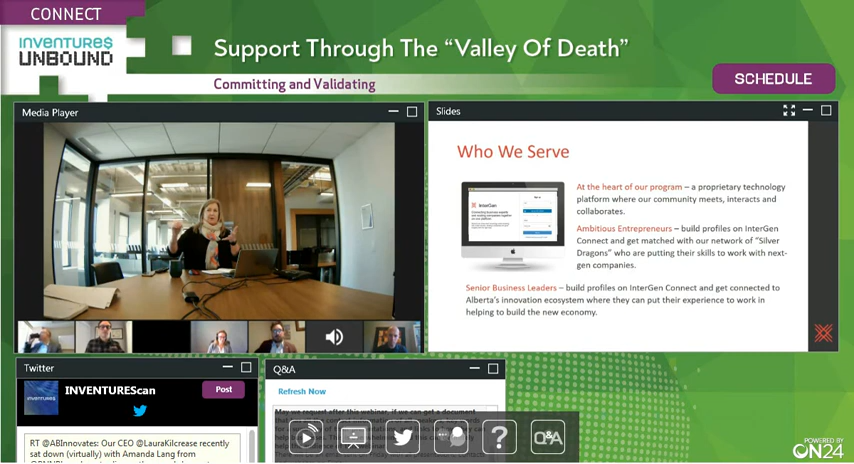 CONNECT
INVENTURE$
UNBOUND
Support Through The “Valley Of Death”
Committing and Validating
SCHEDULE
Media Player
Slides
Who We Serve
At the heart of our program – a proprietary technology
platform where our community meets, interacts and
collaborates.
InterGen
Ambitious Entrepreneurs – build profiles on InterGen
Connect and get matched with our network of “Silver
Dragons” who are putting their skills to work with next-
gen companies.
Senior Business Leaders – build profiles on InterGen Connect and get connected to
Alberta’s innovation ecosystem where they can put their experience to work in
helping to build the new economy.
Twitter
INVENTUREScan
Post
RT @ABInnovates: Our CEO @LauraKilcrease recently
sat down (virtually) with Amanda Lang from
Q&A
Refresh Now
May we request after this webinar, if we can get a document
Q&A
POWERED BY
ON24